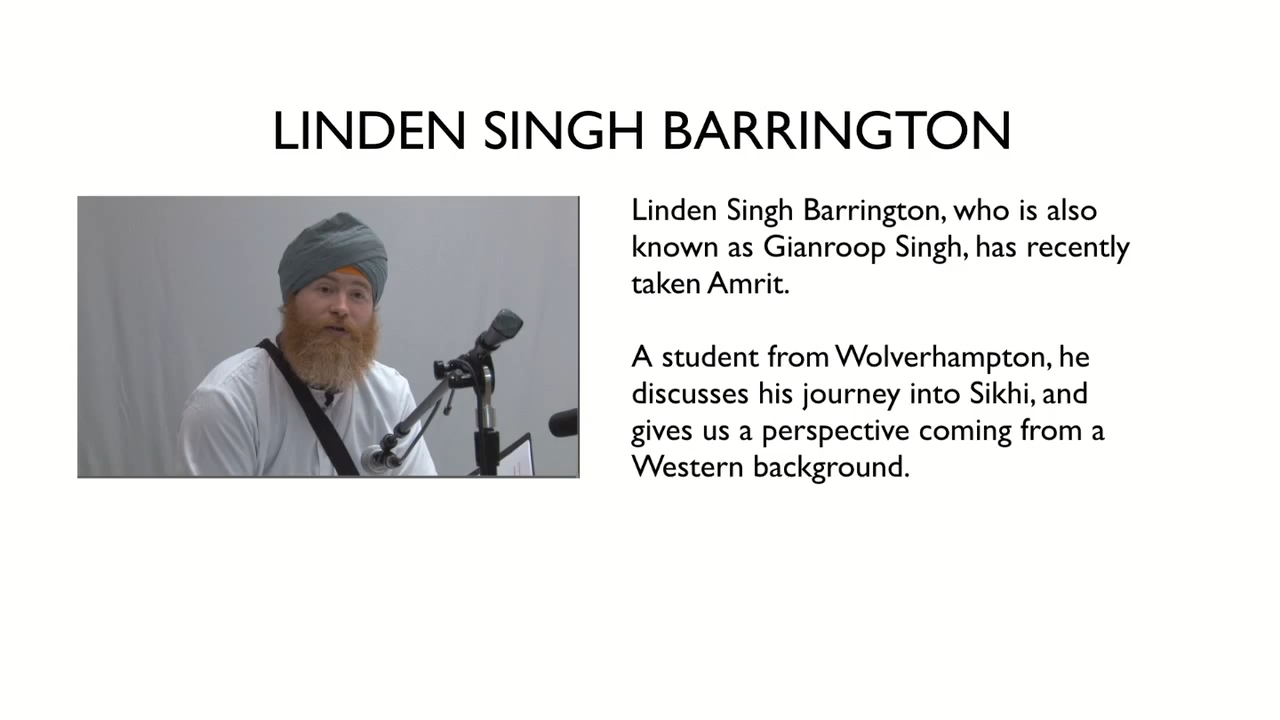 LINDEN SINGH BARRINGTON
Linden Singh Barrington, who is also
known as Gianroop Singh, has recently
taken Amrit.
A student from Wolverhampton, he
discusses his journey into Sikhi, and
gives us a perspective coming from a
Western background.